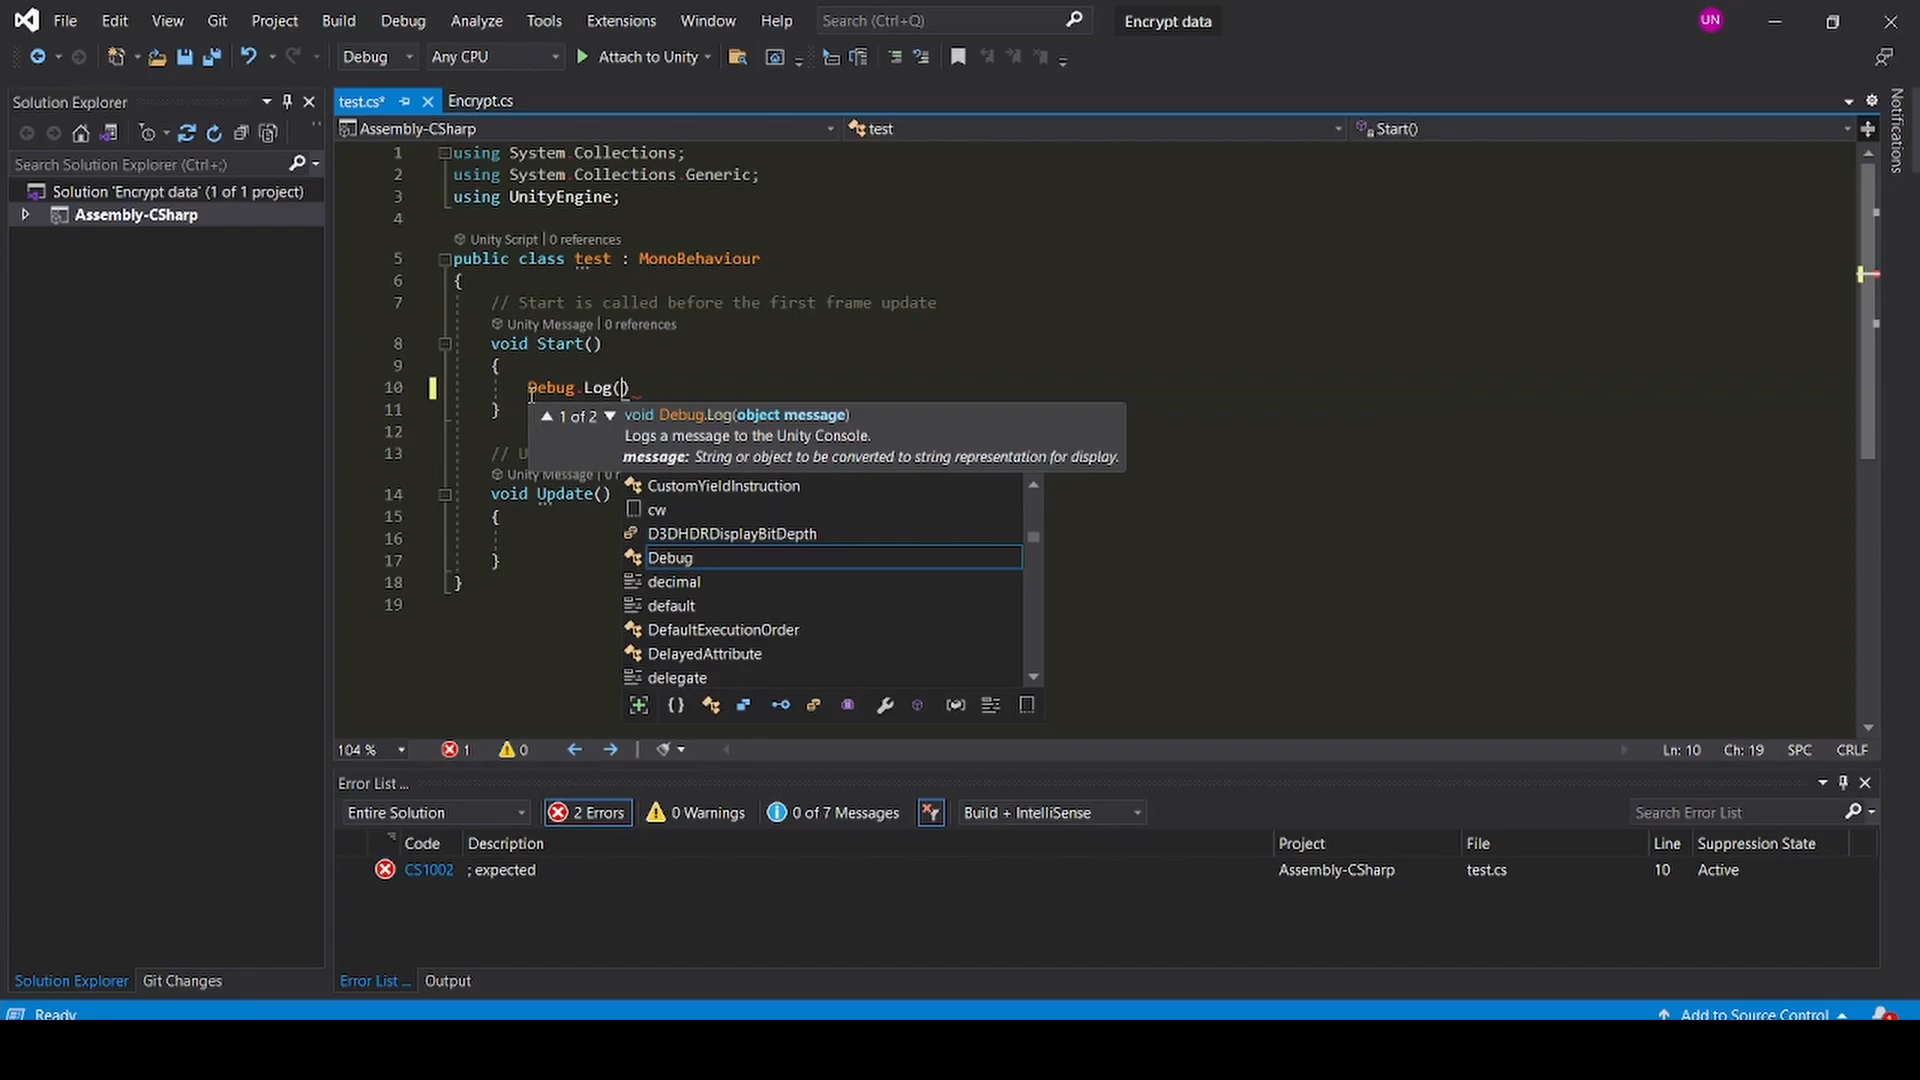 File Edit View Git Project Build Debug Analyze Tools Extensions Window Help Search (Ctrl+Q) Encrypt data UN
Debug Any CPU Attach to Unity
Solution Explorer
Search Solution Explorer (Ctrl+;)
Solution 'Encrypt data' (1 of 1 project)
Assembly-CSharp
test.cs* Encrypt.cs
Assembly-CSharp test Start()
1 using System.Collections;
2 using System.Collections.Generic;
3 using UnityEngine;
4
Unity Script | 0 references
5 public class test : MonoBehaviour
6 {
7 // Start is called before the first frame update
Unity Message | 0 references
8 void Start()
9 {
10 Debug.Log()
11 }
1 of 2 void Debug.Log(object message)
Logs a message to the Unity Console.
message: String or object to be converted to string representation for display.
12
13 // U
Unity Message | 0 r
14 void Update()
15 {
16
17 }
18 }
19
CustomYieldInstruction
cw
D3DHDRDisplayBitDepth
Debug
decimal
default
DefaultExecutionOrder
DelayedAttribute
delegate
104 % 1 0 Ln: 10 Ch: 19 SPC CRLF
Notifications
Error List ...
Entire Solution 2 Errors 0 Warnings 0 of 7 Messages Build + IntelliSense Search Error List
Code Description Project File Line Suppression State
CS1002 ; expected Assembly-CSharp test.cs 10 Active
Solution Explorer Git Changes Error List ... Output
Ready Add to Source Control